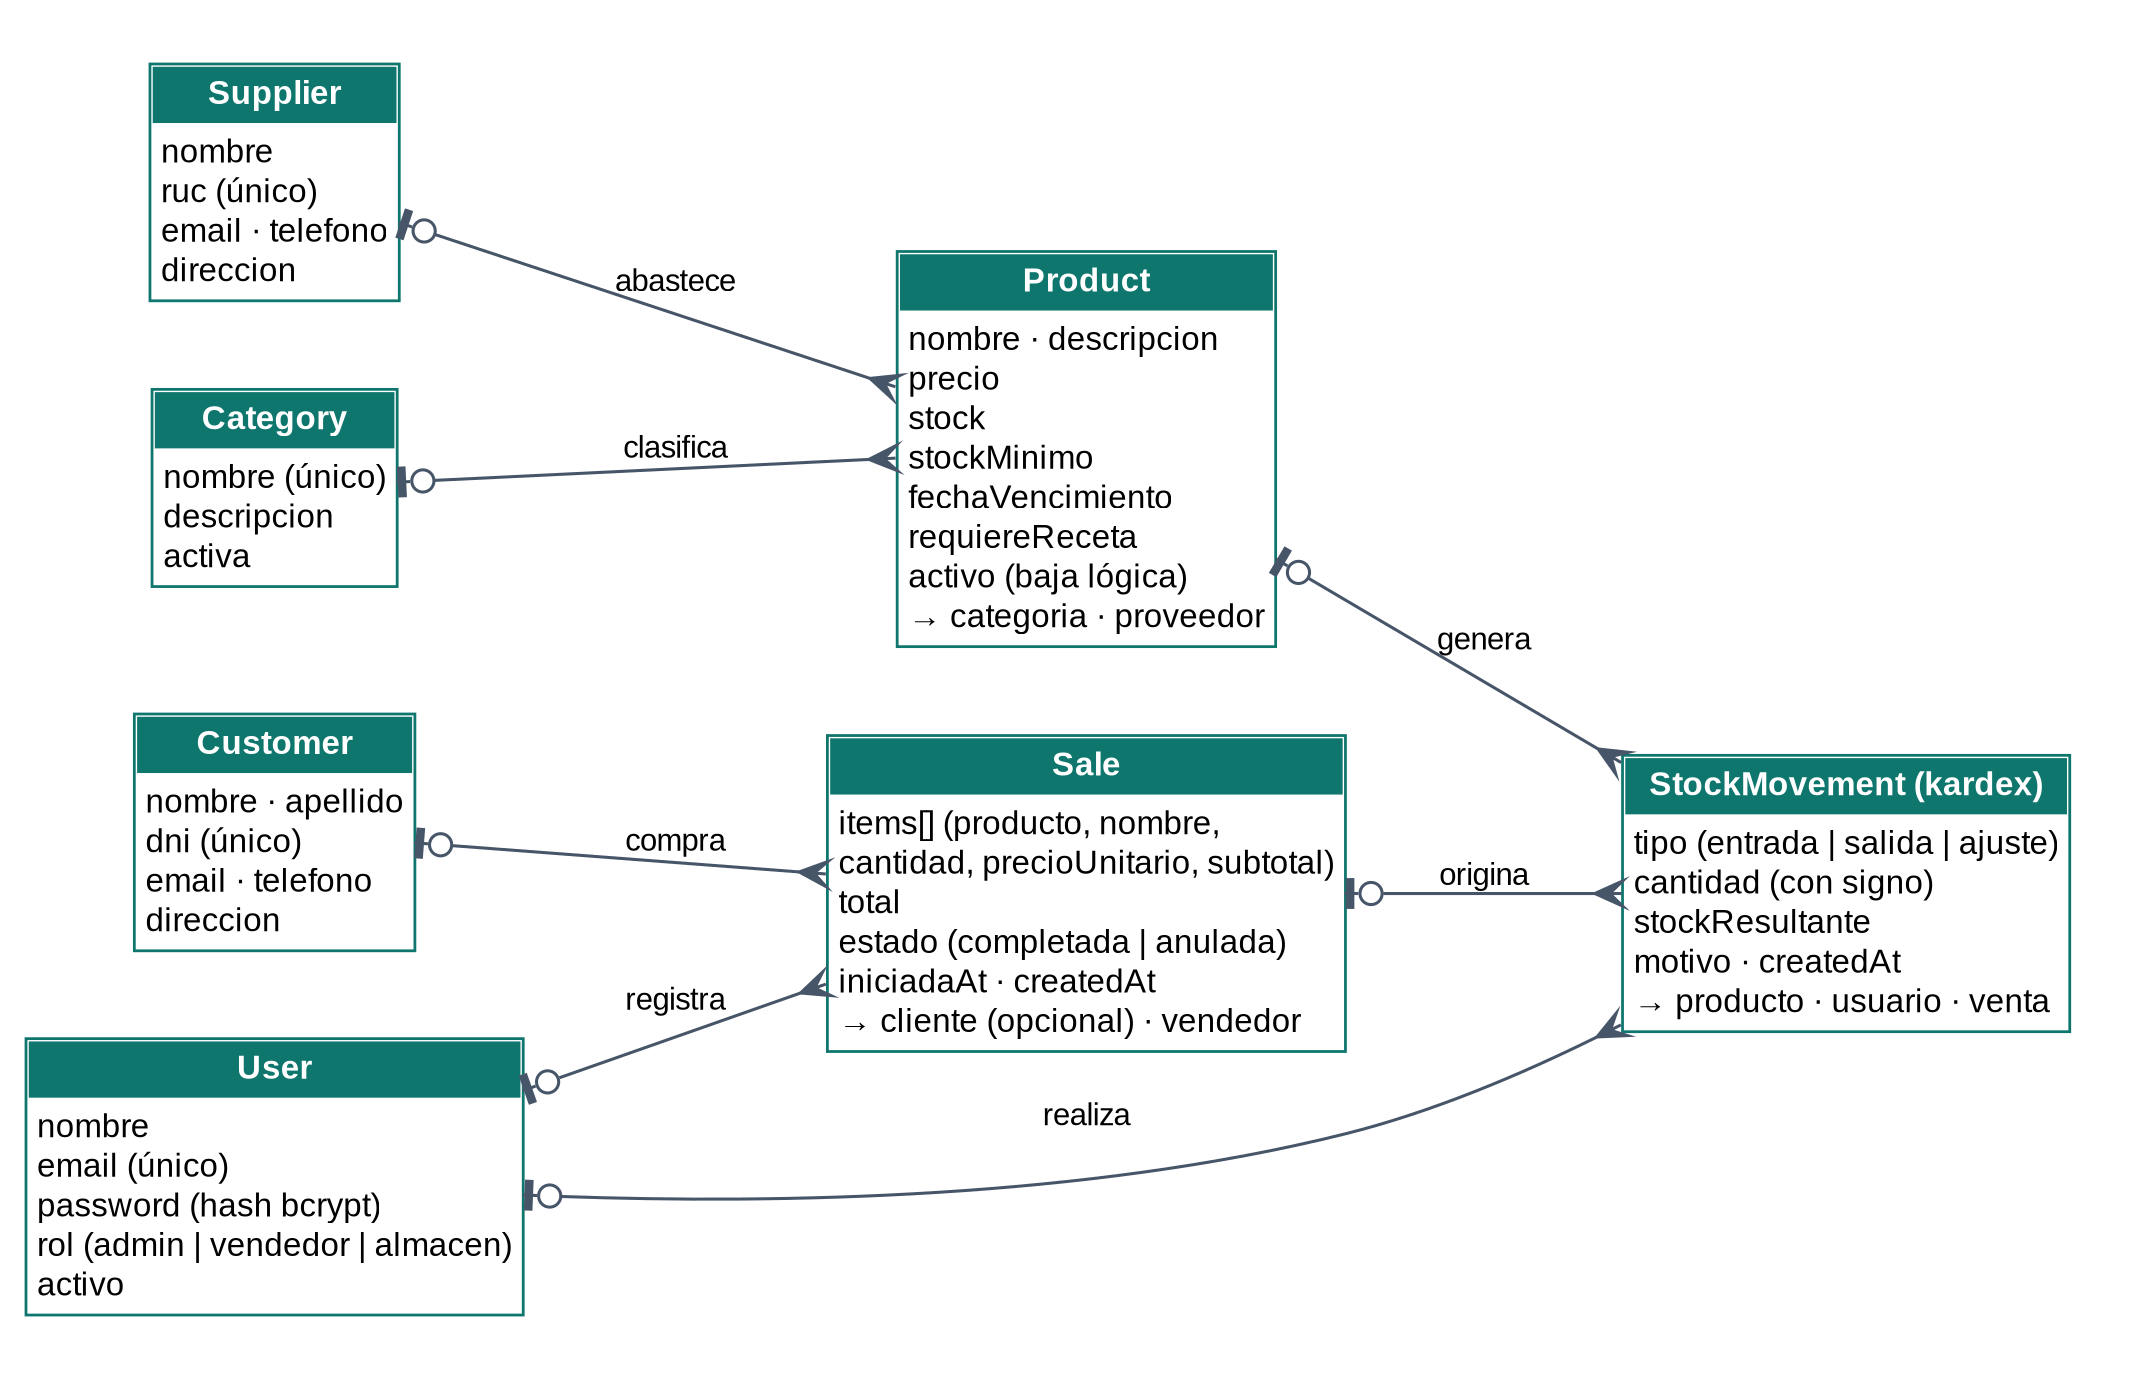 Supplier
nombre
ruc (único)
email · telefono
direccion
abastece
Category
nombre (único)
descripcion
activa
clasifica
Product
nombre · descripcion
precio
stock
stockMinimo
fechaVencimiento
requiereReceta
activo (baja lógica)
→ categoria · proveedor
genera
Customer
nombre · apellido
dni (único)
email · telefono
direccion
compra
Sale
items[] (producto, nombre,
cantidad, precioUnitario, subtotal)
total
estado (completada | anulada)
iniciadaAt · createdAt
→ cliente (opcional) · vendedor
origina
StockMovement (kardex)
tipo (entrada | salida | ajuste)
cantidad (con signo)
stockResultante
motivo · createdAt
→ producto · usuario · venta
registra
User
nombre
email (único)
password (hash bcrypt)
rol (admin | vendedor | almacen)
activo
realiza